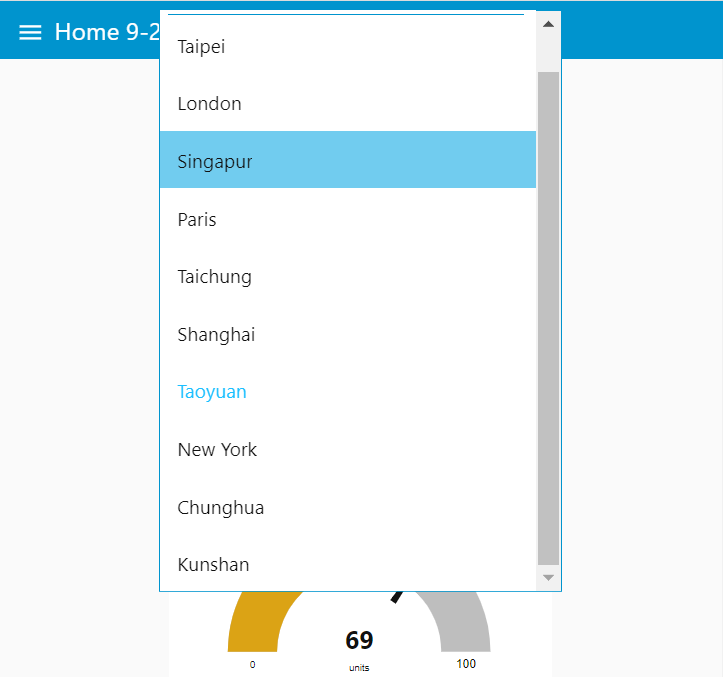 Home 9-2
Taipei
London
Singapur
Paris
Taichung
Shanghai
Taoyuan
New York
Chunghua
Kunshan
69
0
units
100